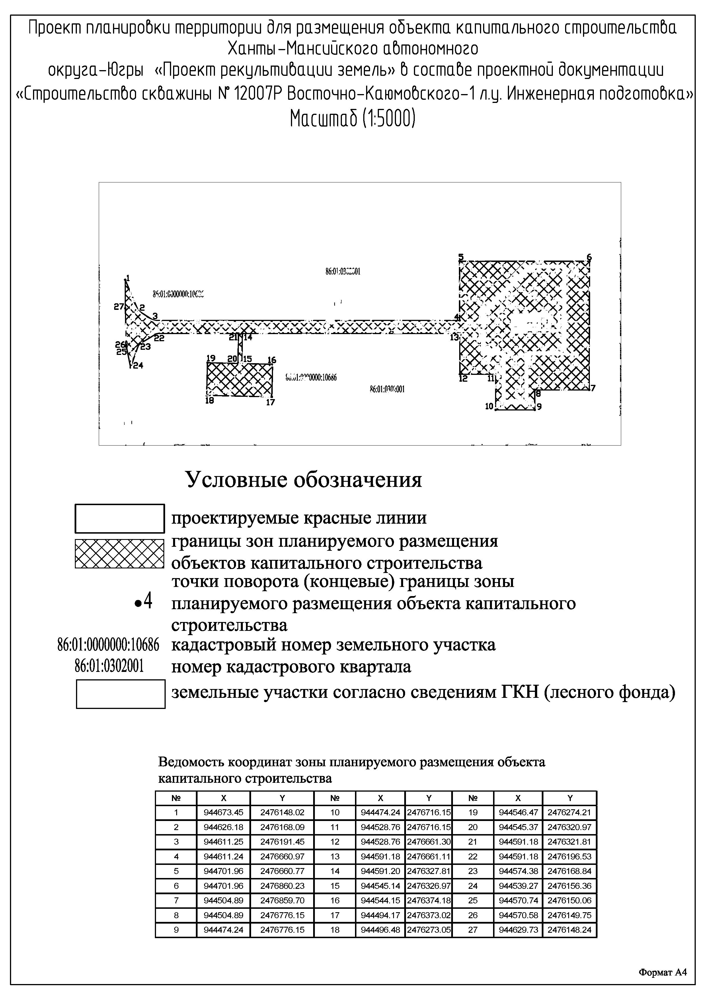 Проект планировки территории для размещения объекта капитального строительства
Ханты-Мансийского автономного
округа-Югры «Проект рекультивации земель» в составе проектной документации
«Строительство скважины № 12007Р Восточно-Каюмовского-1 л.у. Инженерная подготовка»
Масштаб (1:5000)
5
6
86:01:0302001
1
86:01:0000000:10686
27
2
3
4
22
21
14
13
26
23
25
24
19
20
15
16
86:01:0000000:10686
12
11
86:01:0302001
7
8
18
17
10
9
Условные обозначения
проектируемые красные линии
границы зон планируемого размещения
объектов капитального строительства
точки поворота (концевые) границы зоны
•4 планируемого размещения объекта капитального
строительства
86:01:0000000:10686 кадастровый номер земельного участка
86:01:0302001 номер кадастрового квартала
земельные участки согласно сведениям ГКН (лесного фонда)
Ведомость координат зоны планируемого размещения объекта
капитального строительства
№ X Y № X Y № X Y
1 944673.45 2476148.02 10 944474.24 2476716.15 19 944546.47 2476274.21
2 944626.18 2476168.09 11 944528.76 2476716.15 20 944545.37 2476320.97
3 944611.25 2476191.45 12 944528.76 2476661.30 21 944591.18 2476321.81
4 944611.24 2476660.97 13 944591.18 2476661.11 22 944591.18 2476196.53
5 944701.96 2476660.77 14 944591.20 2476327.81 23 944574.38 2476168.84
6 944701.96 2476860.23 15 944545.14 2476326.97 24 944539.27 2476156.36
7 944504.89 2476859.70 16 944544.15 2476374.18 25 944570.74 2476150.06
8 944504.89 2476776.15 17 944494.17 2476373.02 26 944570.58 2476149.75
9 944474.24 2476776.15 18 944496.48 2476273.05 27 944629.73 2476148.24
Формат А4